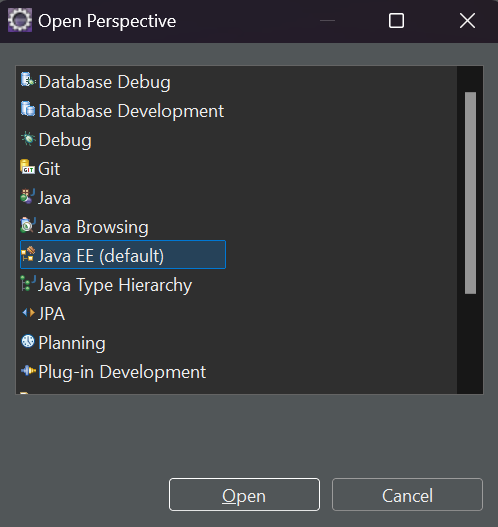 Open Perspective
Database Debug
Database Development
Debug
Git
Java
Java Browsing
Java EE (default)
Java Type Hierarchy
JPA
Planning
Plug-in Development
Open
Cancel